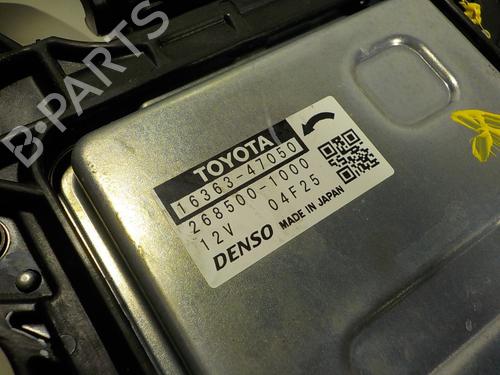 B-PARTS
TOYOTA
16363-47050
268500-1000
12V 04F25
DENSO MADE IN JAPAN